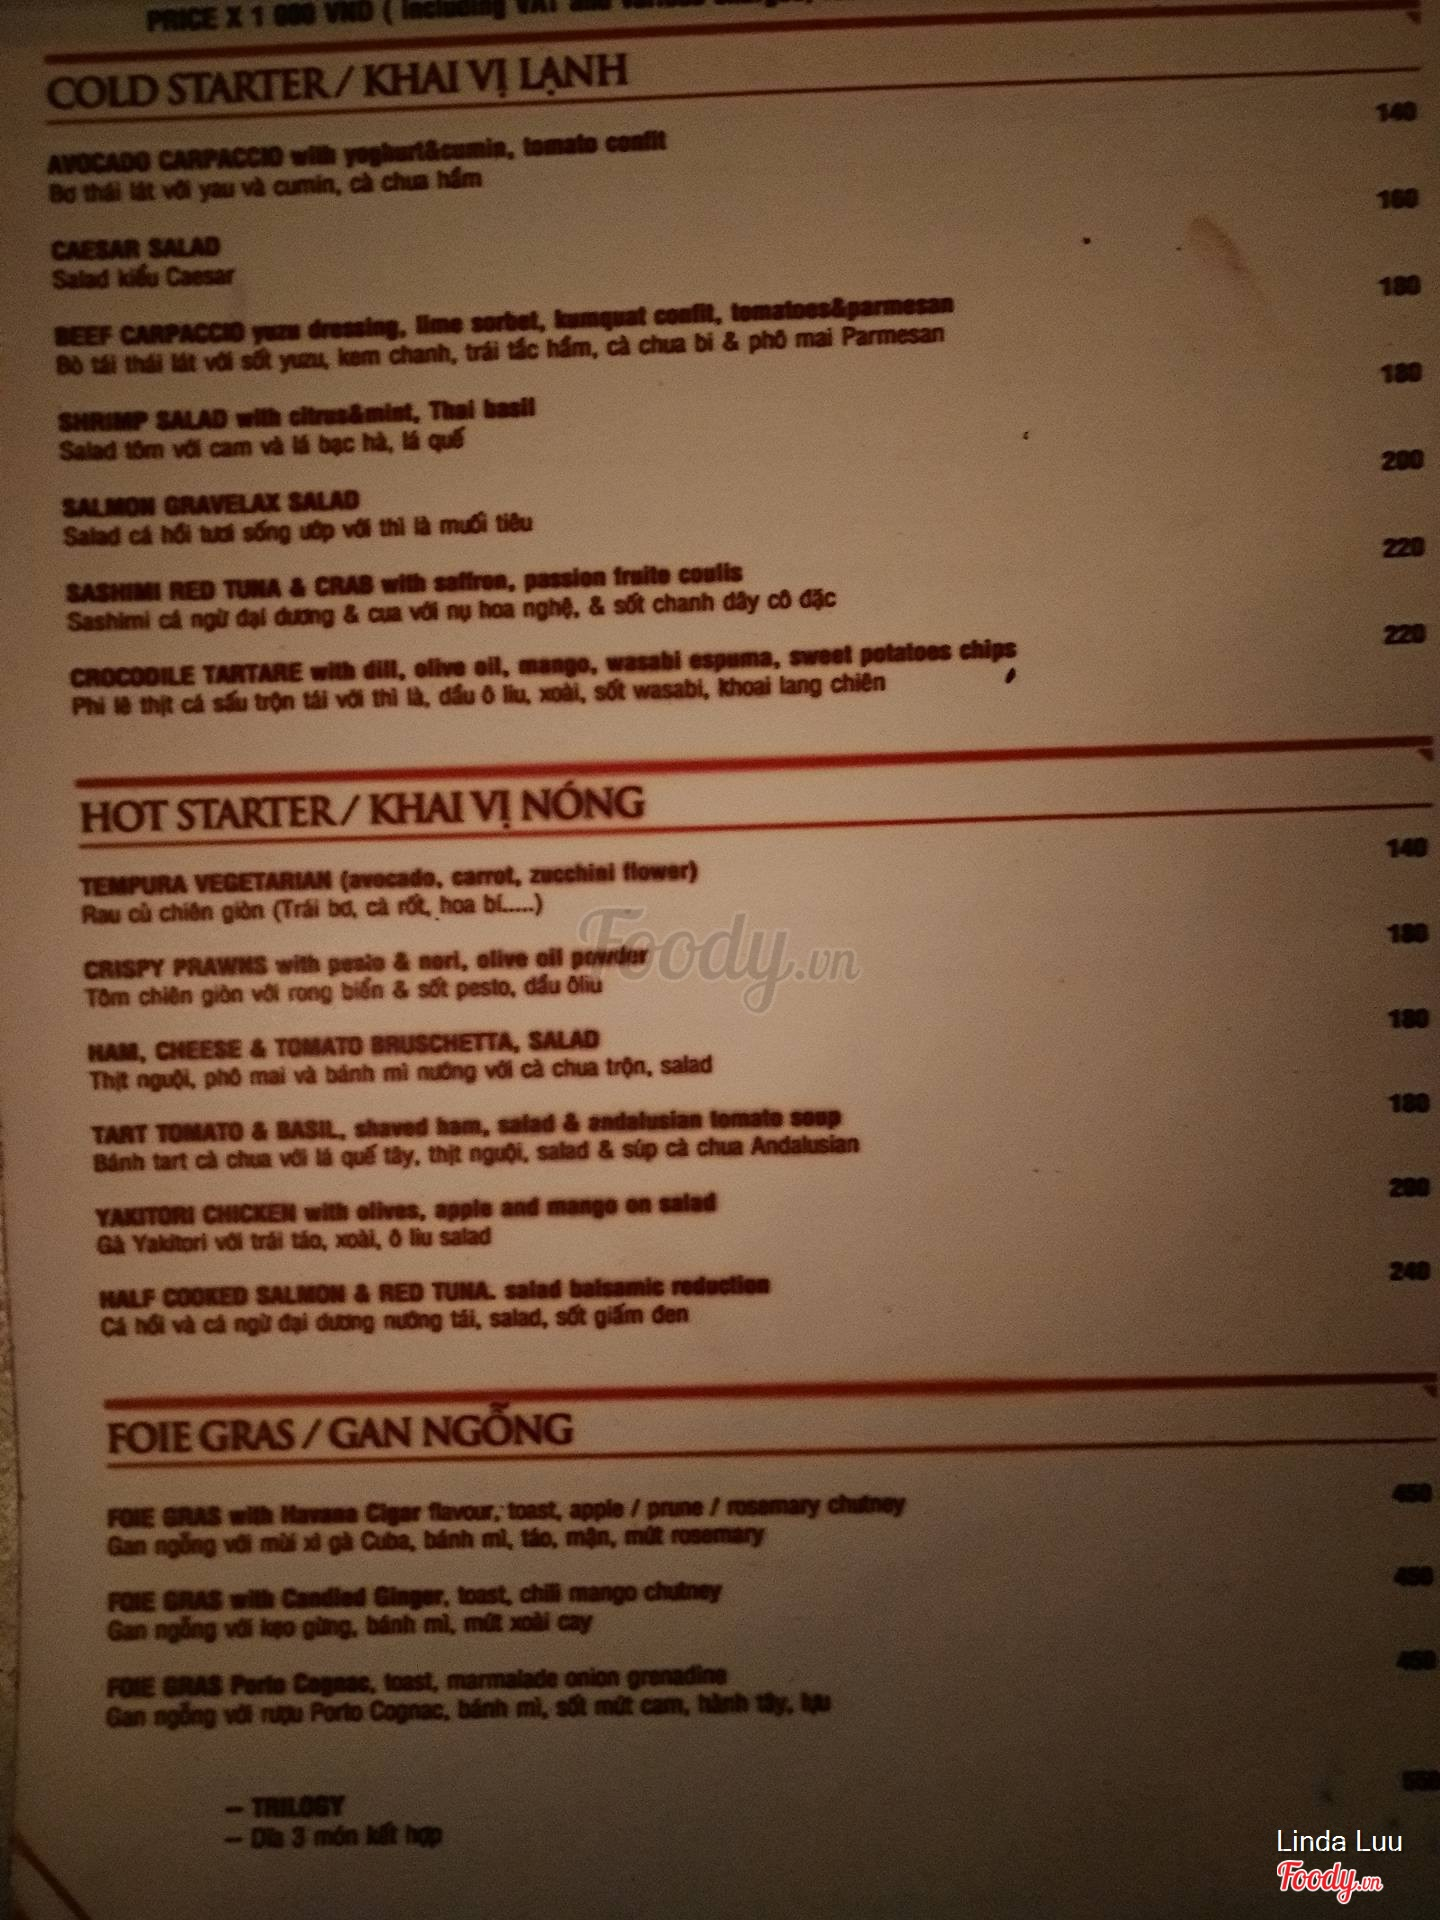 PRICE X 1 000 VND ( Including VAT and
COLD STARTER / KHAI VỊ LẠNH
AVOCADO CARPACCIO with yoghurt&cumin, tomato confit 140
Bơ thái lát với yau và cumin, cà chua hầm
CAESAR SALAD 160
Salad kiểu Caesar
BEEF CARPACCIO yuzu dressing, lime sorbet, kumquat confit, tomatoes&parmesan 180
Bò tái thái lát với sốt yuzu, kem chanh, trái tắc hầm, cà chua bi & phô mai Parmesan
SHRIMP SALAD with citrus&mint, Thai basil 180
Salad tôm với cam và lá bạc hà, lá quế
SALMON GRAVELAX SALAD 200
Salad cá hồi tươi sống ướp với thì là muối tiêu
SASHIMI RED TUNA & CRAB with saffron, passion fruite coulis 220
Sashimi cá ngừ đại dương & cua với nụ hoa nghệ, & sốt chanh dây cô đặc
CROCODILE TARTARE with dill, olive oil, mango, wasabi espuma, sweet potatoes chips 220
Phi lê thịt cá sấu trộn tái với thì là, dầu ô liu, xoài, sốt wasabi, khoai lang chiên
HOT STARTER / KHAI VỊ NÓNG
TEMPURA VEGETARIAN (avocado, carrot, zucchini flower) 140
Rau củ chiên giòn (Trái bơ, cà rốt, hoa bí.....)
CRISPY PRAWNS with pesto & nori, olive oil powder 180
Tôm chiên giòn với rong biển & sốt pesto, dầu ôliu
HAM, CHEESE & TOMATO BRUSCHETTA, SALAD 180
Thịt nguội, phô mai và bánh mì nướng với cà chua trộn, salad
TART TOMATO & BASIL, shaved ham, salad & andalusian tomato soup 180
Bánh tart cà chua với lá quế tây, thịt nguội, salad & súp cà chua Andalusian
YAKITORI CHICKEN with olives, apple and mango on salad 200
Gà Yakitori với trái táo, xoài, ô liu salad
HALF COOKED SALMON & RED TUNA. salad balsamic reduction 240
Cá hồi và cá ngừ đại dương nướng tái, salad, sốt giấm đen
FOIE GRAS / GAN NGỖNG
FOIE GRAS with Havana Cigar flavour, toast, apple / prune / rosemary chutney 450
Gan ngỗng với mùi xì gà Cuba, bánh mì, táo, mận, mứt rosemary
FOIE GRAS with Candied Ginger, toast, chili mango chutney 450
Gan ngỗng với kẹo gừng, bánh mì, mứt xoài cay
FOIE GRAS Porto Cognac, toast, marmalade onion grenadine 450
Gan ngỗng với rượu Porto Cognac, bánh mì, sốt mứt cam, hành tây, lựu
– TRILOGY 550
– Dĩa 3 món kết hợp
Foody.vn
Linda Luu
Foody.vn